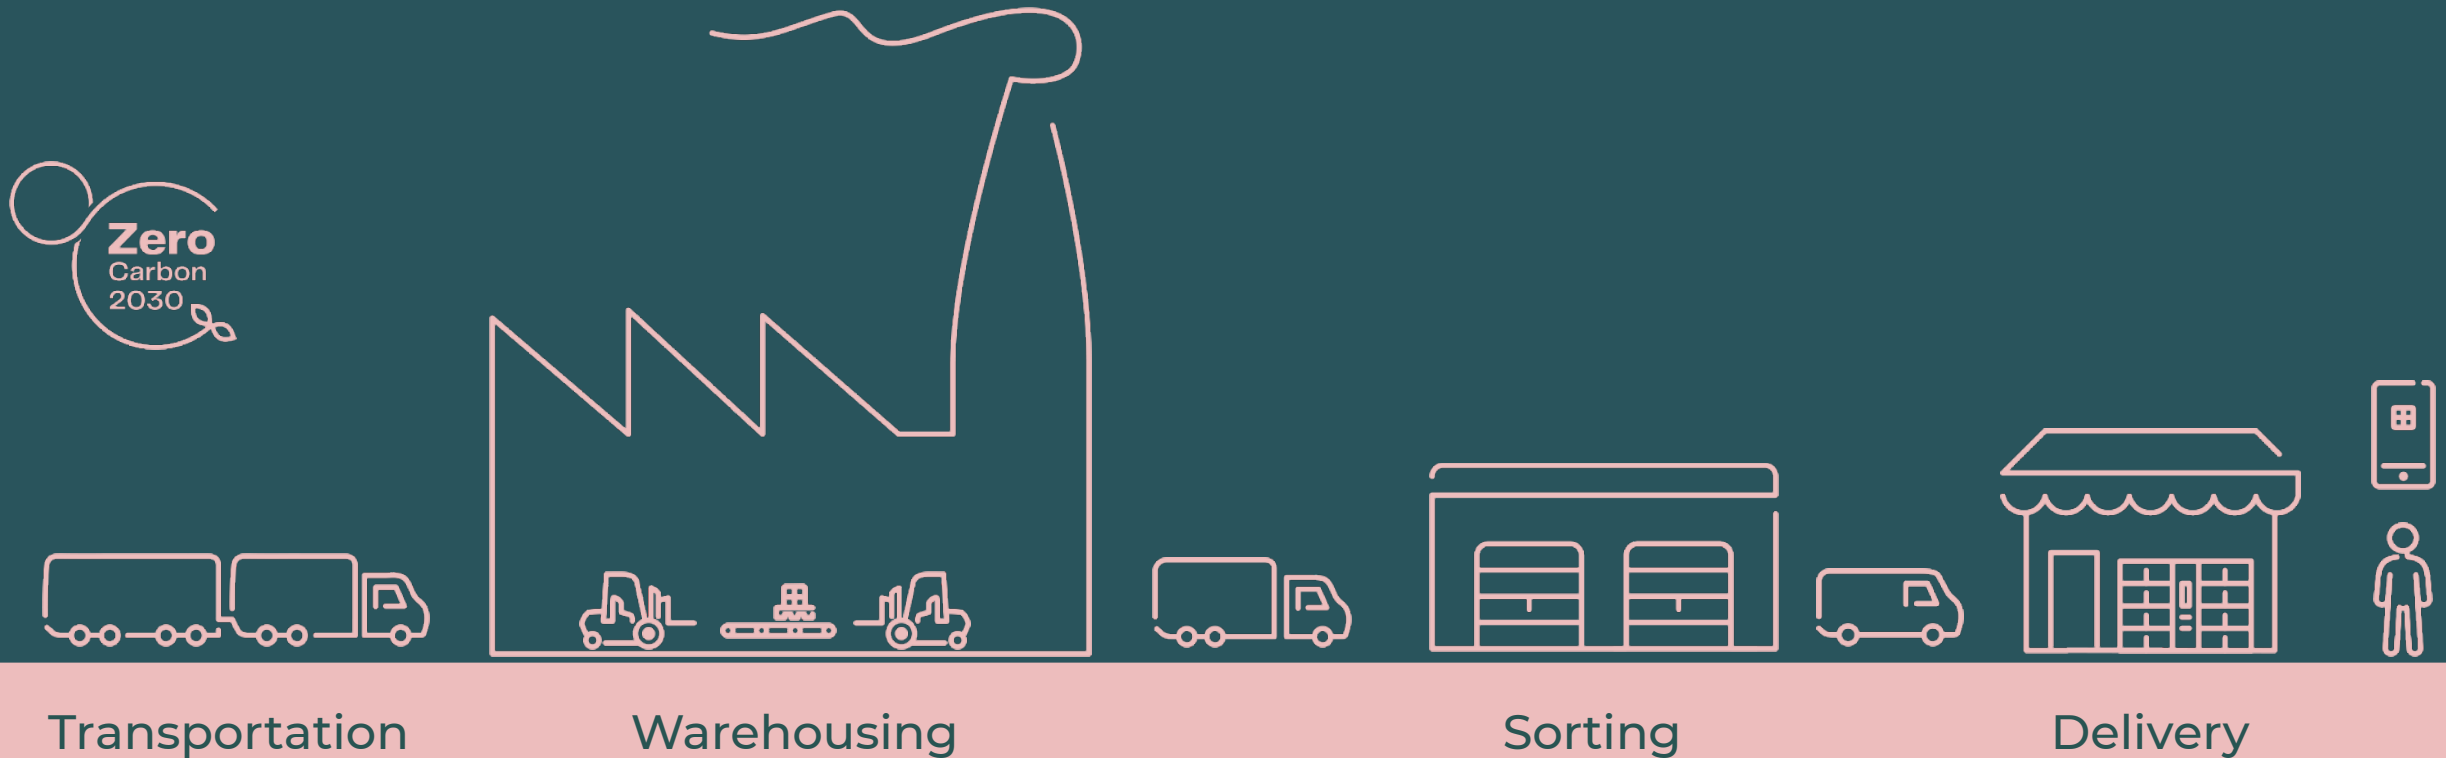 Zero
Carbon
2030
Transportation
Warehousing
Sorting
Delivery